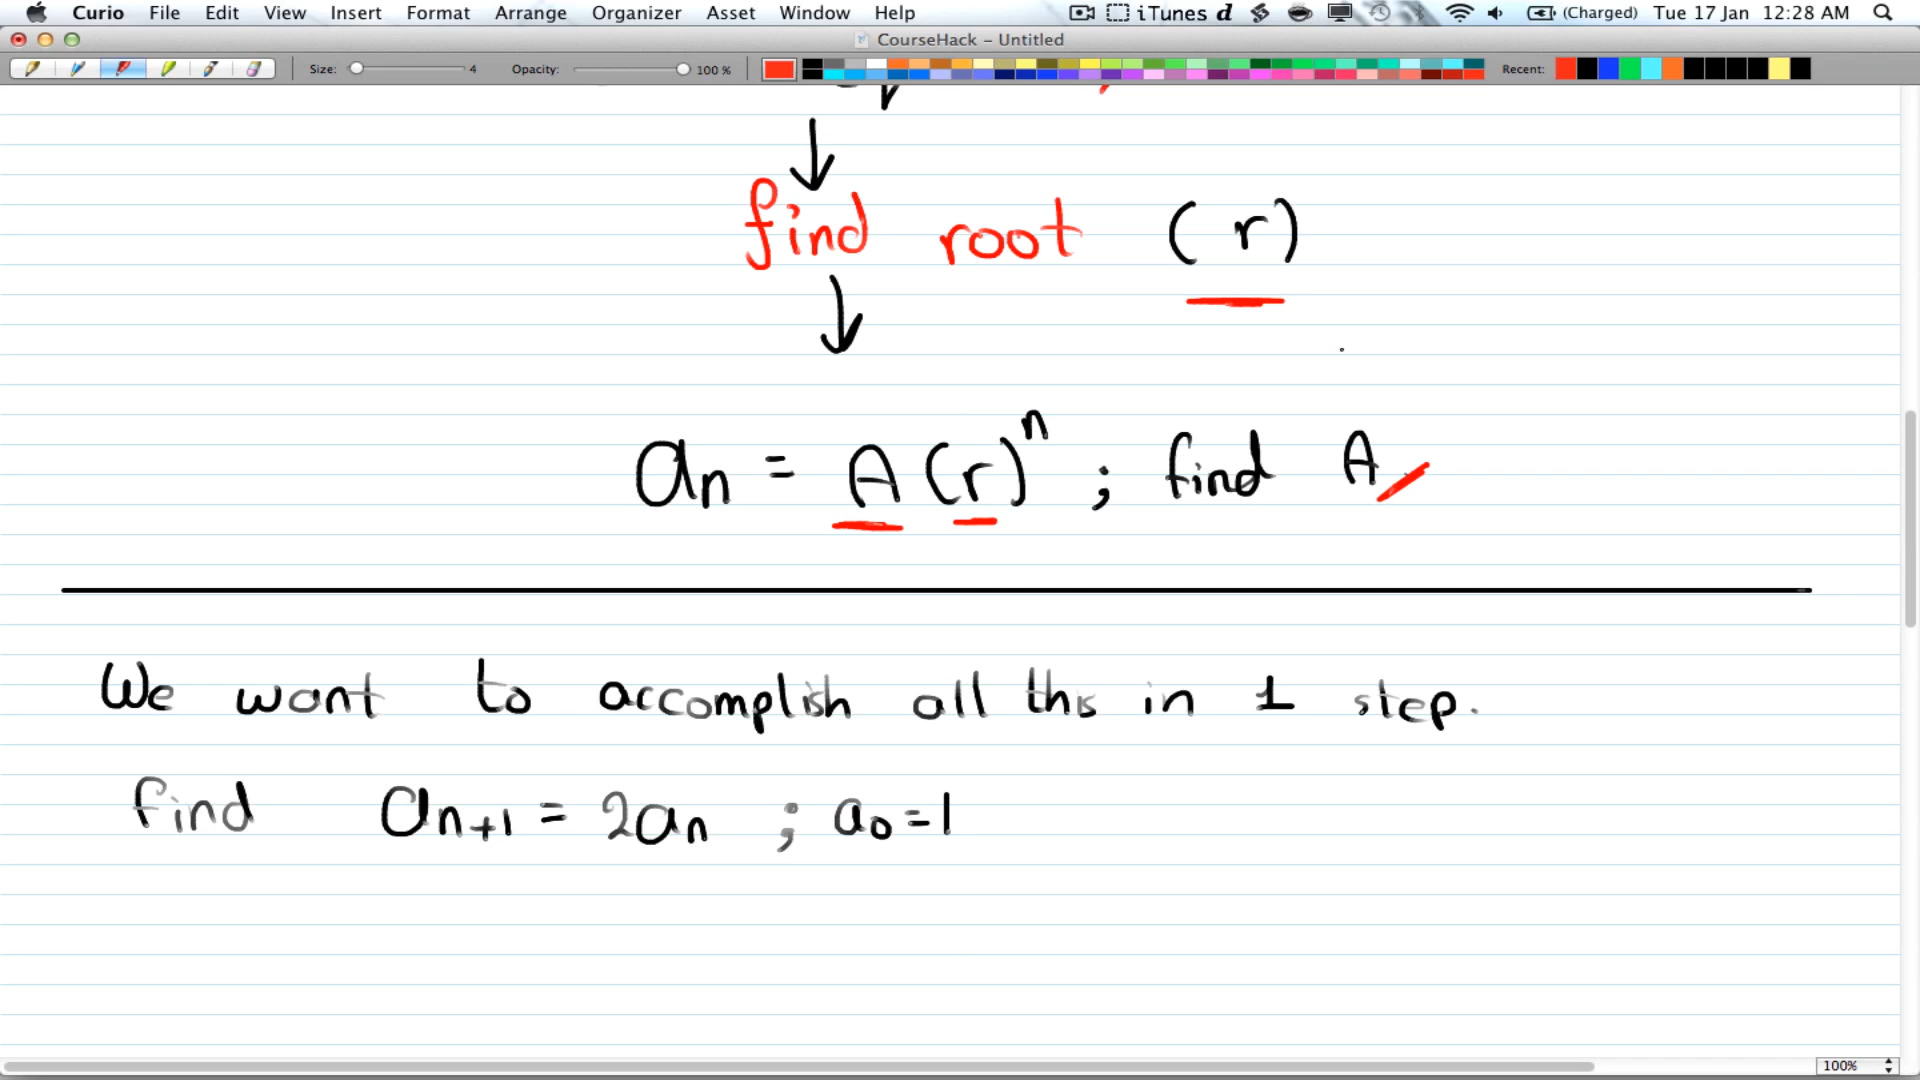 Curio File Edit View Insert Format Arrange Organizer Asset Window Help iTunes d (Charged) Tue 17 Jan 12:28 AM
CourseHack – Untitled
Size: 4 Opacity: 100 % Recent:
find root (r)
an = A(r)^n ; find A
We want to accomplish all this in 1 step.
find an+1 = 2an ; a0=1
100%